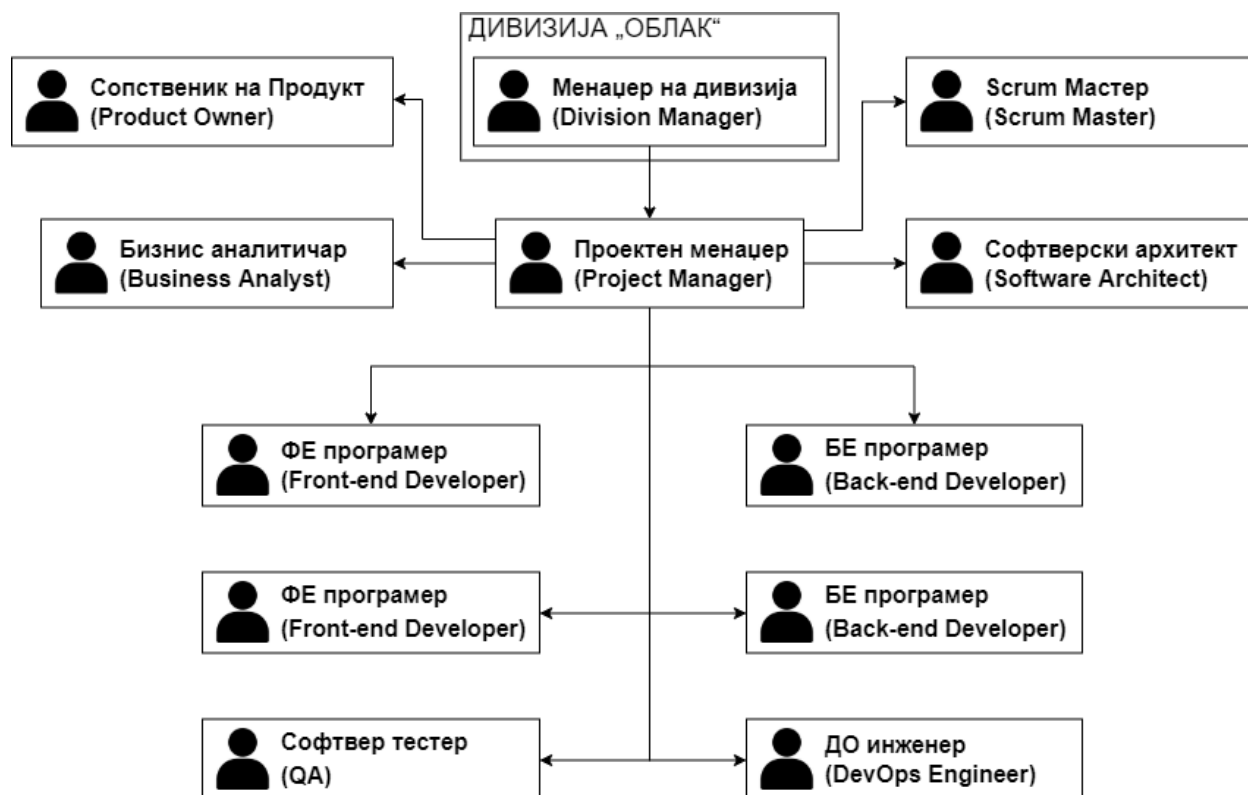 ДИВИЗИЈА „ОБЛАК“
Сопственик на Продукт
(Product Owner)
Менаџер на дивизија
(Division Manager)
Scrum Мастер
(Scrum Master)
Бизнис аналитичар
(Business Analyst)
Проектен менаџер
(Project Manager)
Софтверски архитект
(Software Architect)
ФЕ програмер
(Front-end Developer)
БЕ програмер
(Back-end Developer)
ФЕ програмер
(Front-end Developer)
БЕ програмер
(Back-end Developer)
Софтвер тестер
(QA)
ДО инженер
(DevOps Engineer)